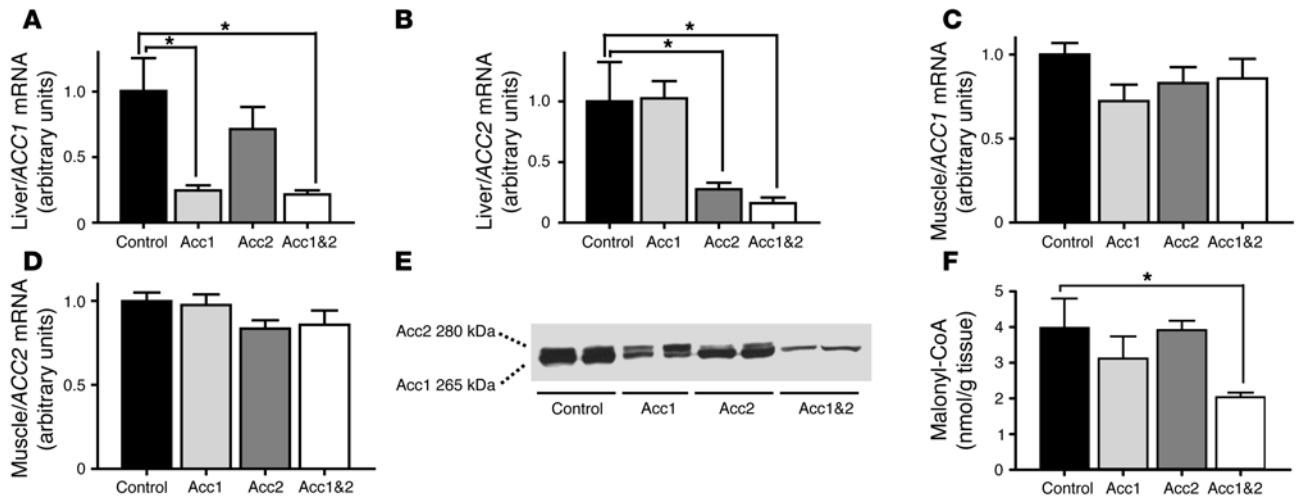 A
Liver/ACC1 mRNA
(arbitrary units)
1.0
0.5
0
*
*
Control
Acc1
Acc2
Acc1&2
B
Liver/ACC2 mRNA
(arbitrary units)
1.0
0.5
0
*
*
Control
Acc1
Acc2
Acc1&2
C
Muscle/ACC1 mRNA
(arbitrary units)
1.0
0.5
0
Control
Acc1
Acc2
Acc1&2
D
Muscle/ACC2 mRNA
(arbitrary units)
1.0
0.5
0
Control
Acc1
Acc2
Acc1&2
E
Acc2 280 kDa
Acc1 265 kDa
Control
Acc1
Acc2
Acc1&2
F
Malonyl-CoA
(nmol/g tissue)
5
4
3
2
1
0
*
Control
Acc1
Acc2
Acc1&2